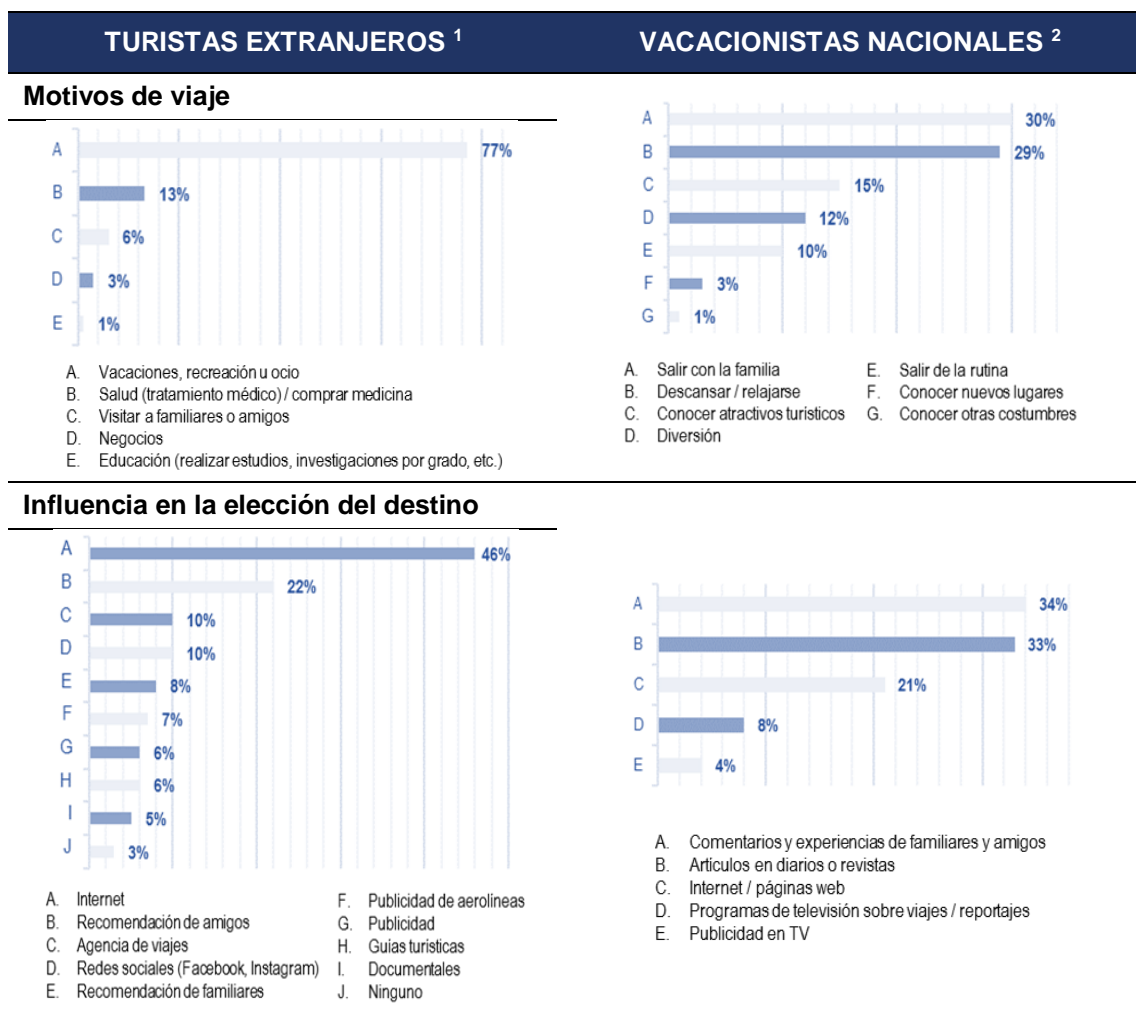 TURISTAS EXTRANJEROS 1
VACACIONISTAS NACIONALES 2
Motivos de viaje
A 77%
B 13%
C 6%
D 3%
E 1%
A. Vacaciones, recreación u ocio
B. Salud (tratamiento médico) / comprar medicina
C. Visitar a familiares o amigos
D. Negocios
E. Educación (realizar estudios, investigaciones por grado, etc.)
A 30%
B 29%
C 15%
D 12%
E 10%
F 3%
G 1%
A. Salir con la familia
B. Descansar / relajarse
C. Conocer atractivos turísticos
D. Diversión
E. Salir de la rutina
F. Conocer nuevos lugares
G. Conocer otras costumbres
Influencia en la elección del destino
A 46%
B 22%
C 10%
D 10%
E 8%
F 7%
G 6%
H 6%
I 5%
J 3%
A. Internet
B. Recomendación de amigos
C. Agencia de viajes
D. Redes sociales (Facebook, Instagram)
E. Recomendación de familiares
F. Publicidad de aerolíneas
G. Publicidad
H. Guias turisticas
I. Documentales
J. Ninguno
A 34%
B 33%
C 21%
D 8%
E 4%
A. Comentarios y experiencias de familiares y amigos
B. Articulos en diarios o revistas
C. Internet / páginas web
D. Programas de televisión sobre viajes / reportajes
E. Publicidad en TV